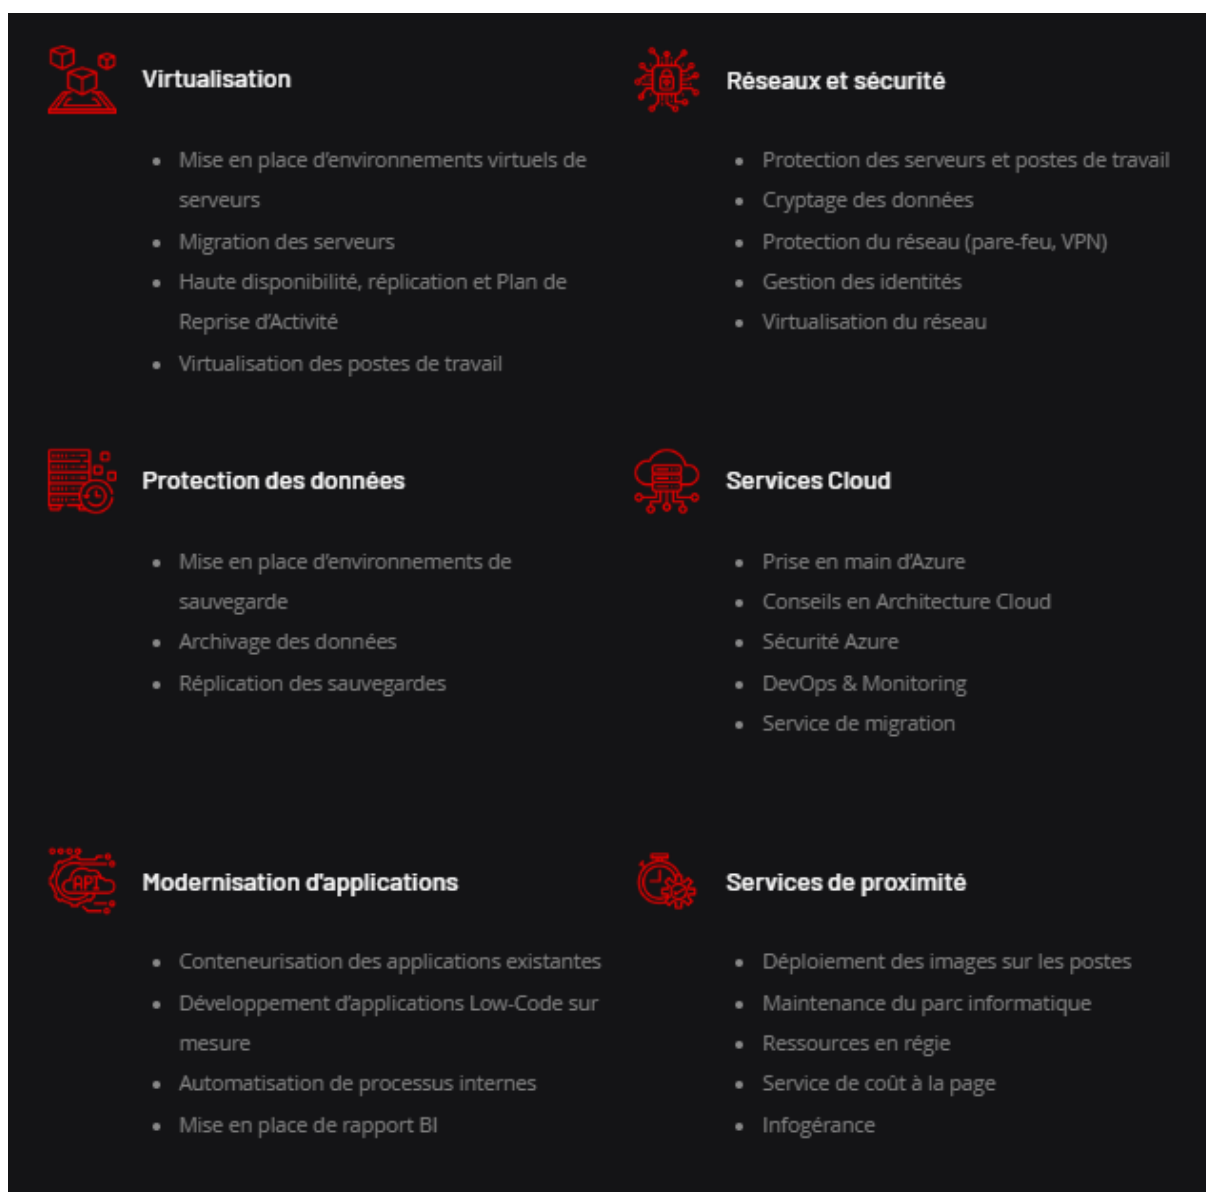 Virtualisation
Mise en place d'environnements virtuels de
serveurs
Migration des serveurs
Haute disponibilité, réplication et Plan de
Reprise d'Activité
Virtualisation des postes de travail
Réseaux et sécurité
Protection des serveurs et postes de travail
Cryptage des données
Protection du réseau (pare-feu, VPN)
Gestion des identités
Virtualisation du réseau
Protection des données
Mise en place d'environnements de
sauvegarde
Archivage des données
Réplication des sauvegardes
Services Cloud
Prise en main d'Azure
Conseils en Architecture Cloud
Sécurité Azure
DevOps & Monitoring
Service de migration
API
Modernisation d'applications
Conteneurisation des applications existantes
Développement d'applications Low-Code sur
mesure
Automatisation de processus internes
Mise en place de rapport BI
Services de proximité
Déploiement des images sur les postes
Maintenance du parc informatique
Ressources en régie
Service de coût à la page
Infogérance